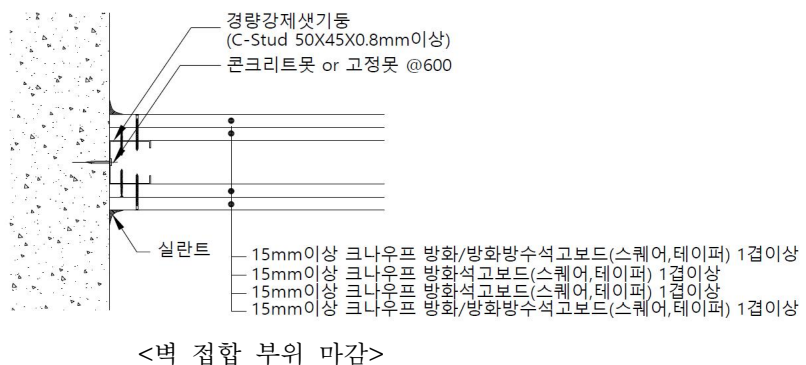 경량강제샛기둥
(C-Stud 50X45X0.8mm이상)
콘크리트못 or 고정못 @600
실란트
15mm이상 크나우프 방화/방화방수석고보드(스퀘어,테이퍼) 1겹이상
15mm이상 크나우프 방화석고보드(스퀘어,테이퍼) 1겹이상
15mm이상 크나우프 방화석고보드(스퀘어,테이퍼) 1겹이상
15mm이상 크나우프 방화/방화방수석고보드(스퀘어,테이퍼) 1겹이상
<벽 접합 부위 마감>